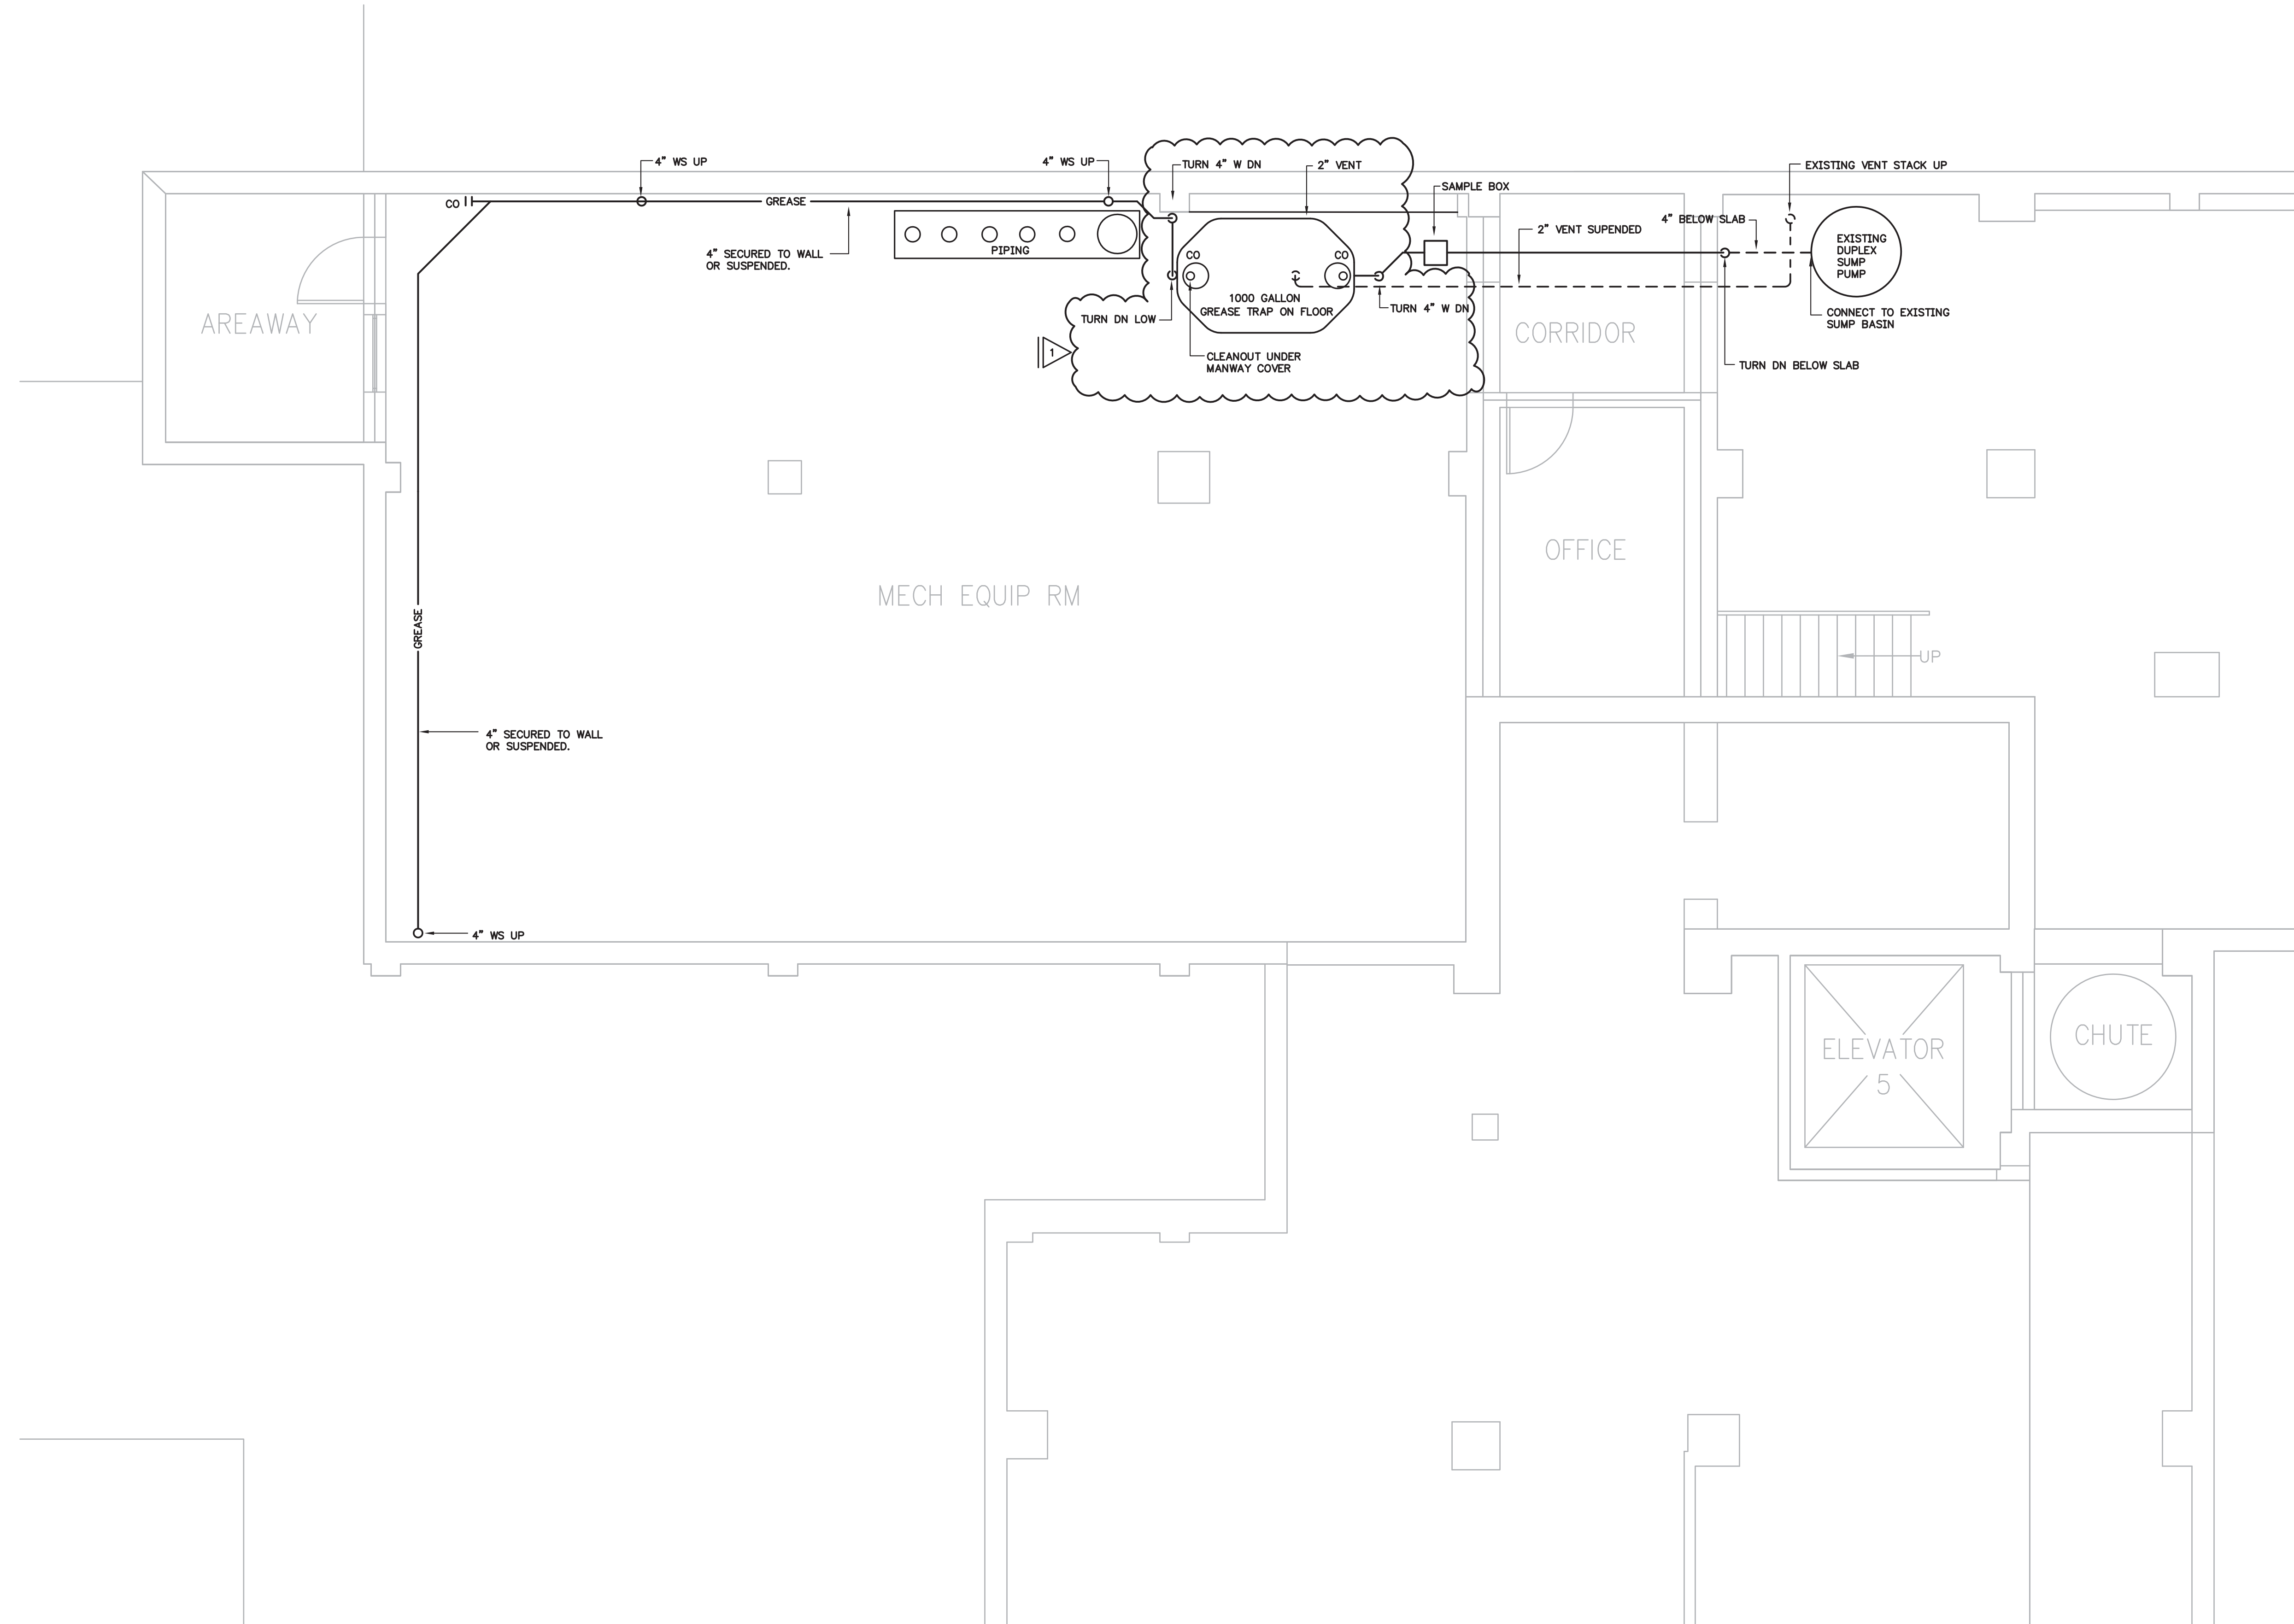 4" WS UP
4" WS UP
TURN 4" W DN
2" VENT
EXISTING VENT STACK UP
SAMPLE BOX
CO
GREASE
4" BELOW SLAB
2" VENT SUPENDED
4" SECURED TO WALL
OR SUSPENDED.
PIPING
CO
CO
EXISTING
DUPLEX
SUMP
PUMP
1000 GALLON
GREASE TRAP ON FLOOR
TURN 4" W DN
TURN DN LOW
CONNECT TO EXISTING
SUMP BASIN
AREAWAY
CORRIDOR
1
CLEANOUT UNDER
MANWAY COVER
TURN DN BELOW SLAB
OFFICE
MECH EQUIP RM
GREASE
UP
4" SECURED TO WALL
OR SUSPENDED.
4" WS UP
CHUTE
ELEVATOR
5